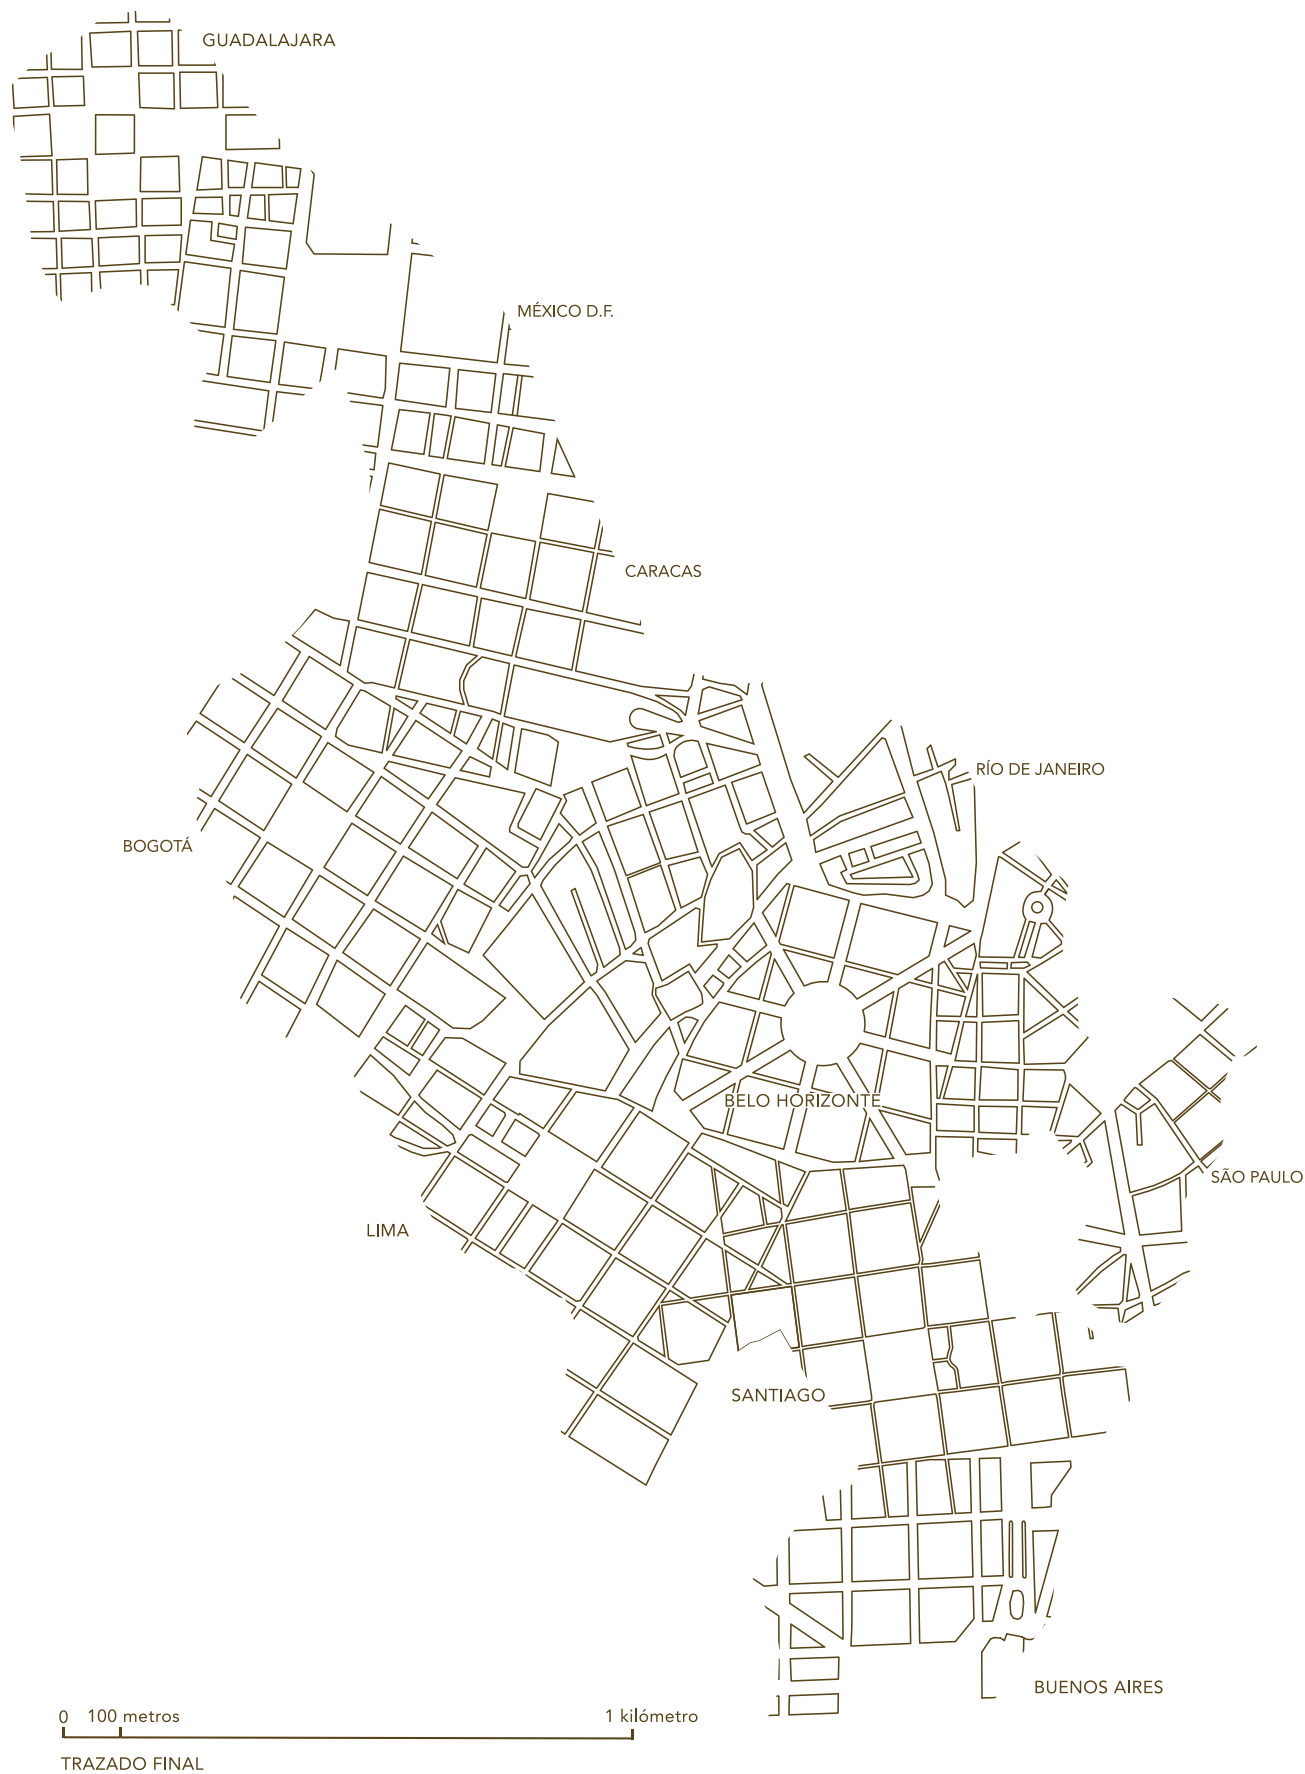 GUADALAJARA
MÉXICO D.F.
CARACAS
RÍO DE JANEIRO
BOGOTÁ
BELO HORIZONTE
SÃO PAULO
LIMA
SANTIAGO
BUENOS AIRES
0 100 metros 1 kilómetro
TRAZADO FINAL